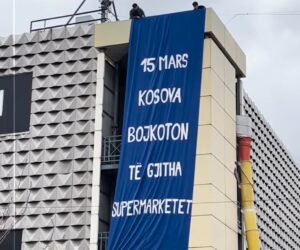 15 MARS
KOSOVA
BOJKOTON
TË GJITHA
SUPERMARKETET